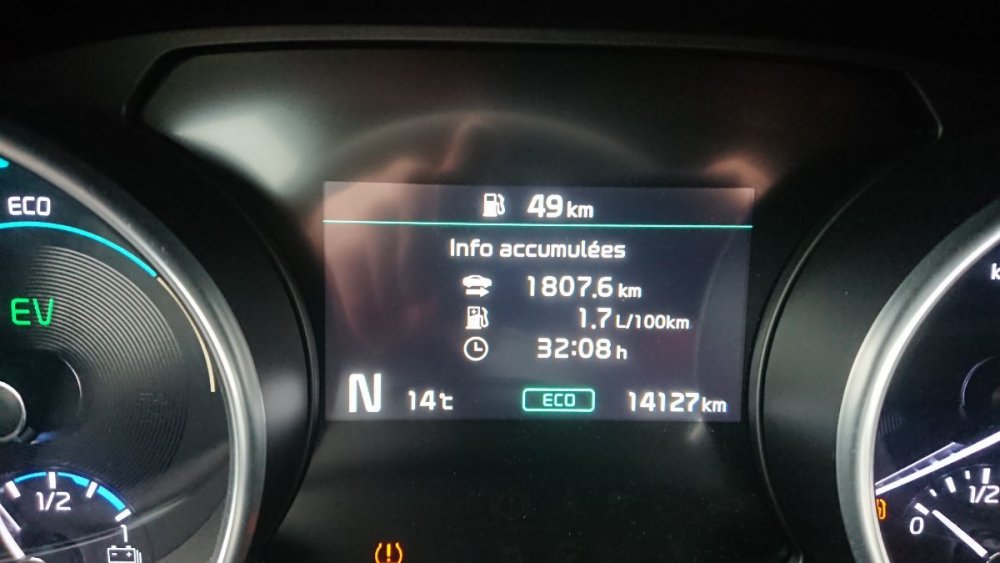 49 km
ECO
Info accumulées
1807.6 km
EV
1.7 L/100km
32:08 h
N 14℃ ECO 14127 km
1/2
1/2
0
1